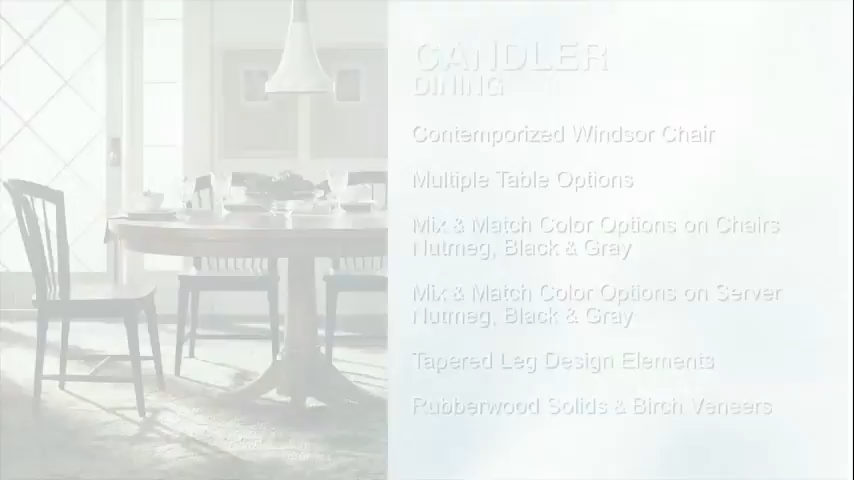 CANDLER
DINING
Contemporized Windsor Chair
Multiple Table Options
Mix & Match Color Options on Chairs
Nutmeg, Black & Gray
Mix & Match Color Options on Server
Nutmeg, Black & Gray
Tapered Leg Design Elements
Rubberwood Solids & Birch Veneers